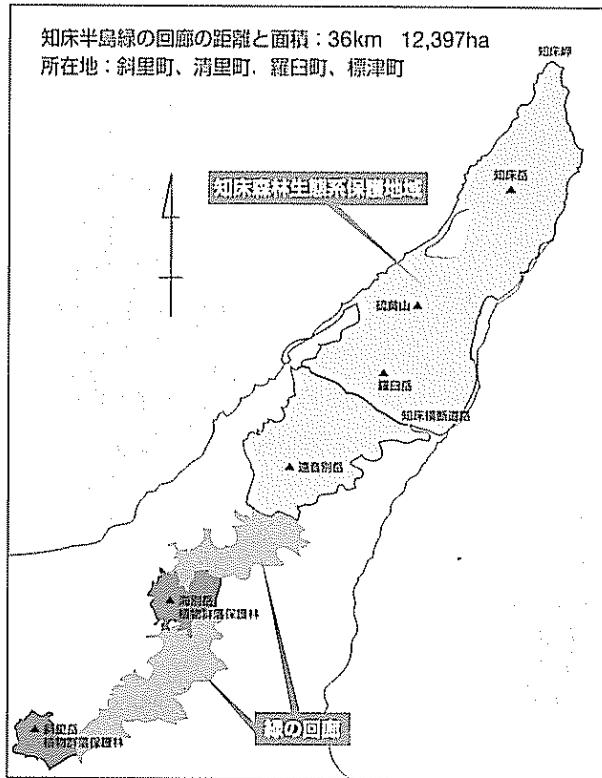 知床半島緑の回廊の距離と面積：36km　12,397ha
所在地：斜里町、清里町、羅臼町、標津町
知床岬
知床岳
知床森林生態系保護地域
硫黄山
羅臼岳
知床横断道路
遠音別岳
海別岳
植物群落保護林
斜里岳
植物群落保護林
緑の回廊